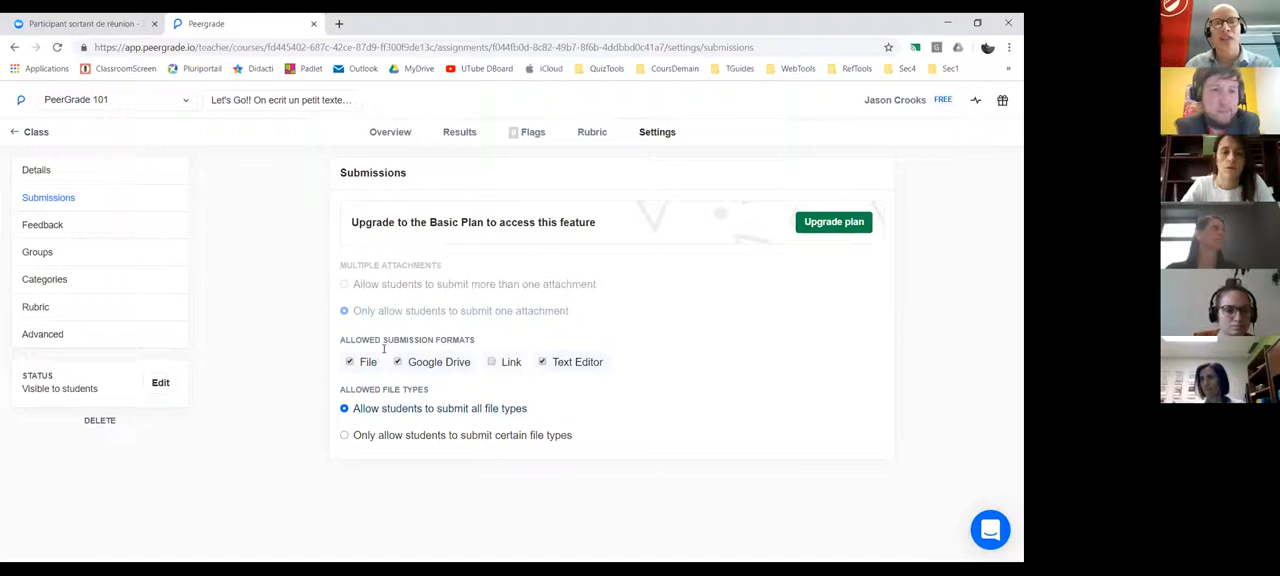 Participant sortant de réunion -
Peergrade
https://app.peergrade.io/teacher/courses/fd445402-687c-42ce-87d9-ff300f9de13c/assignments/f044fb0d-8c82-49b7-8f6b-4ddbbd0c41a7/settings/submissions
Applications ClassroomScreen Pluriportail Didacti Padlet Outlook MyDrive UTube DBoard iCloud QuizTools CoursDemain TGuides WebTools RefTools Sec4 Sec1 »
PeerGrade 101 Let's Go!! On ecrit un petit texte… Jason Crooks FREE
Class Overview Results 0 Flags Rubric Settings
Details
Submissions
Feedback
Groups
Categories
Rubric
Advanced
STATUS
Visible to students
Edit
DELETE
Submissions
Upgrade to the Basic Plan to access this feature Upgrade plan
MULTIPLE ATTACHMENTS
Allow students to submit more than one attachment
Only allow students to submit one attachment
ALLOWED SUBMISSION FORMATS
File Google Drive Link Text Editor
ALLOWED FILE TYPES
Allow students to submit all file types
Only allow students to submit certain file types